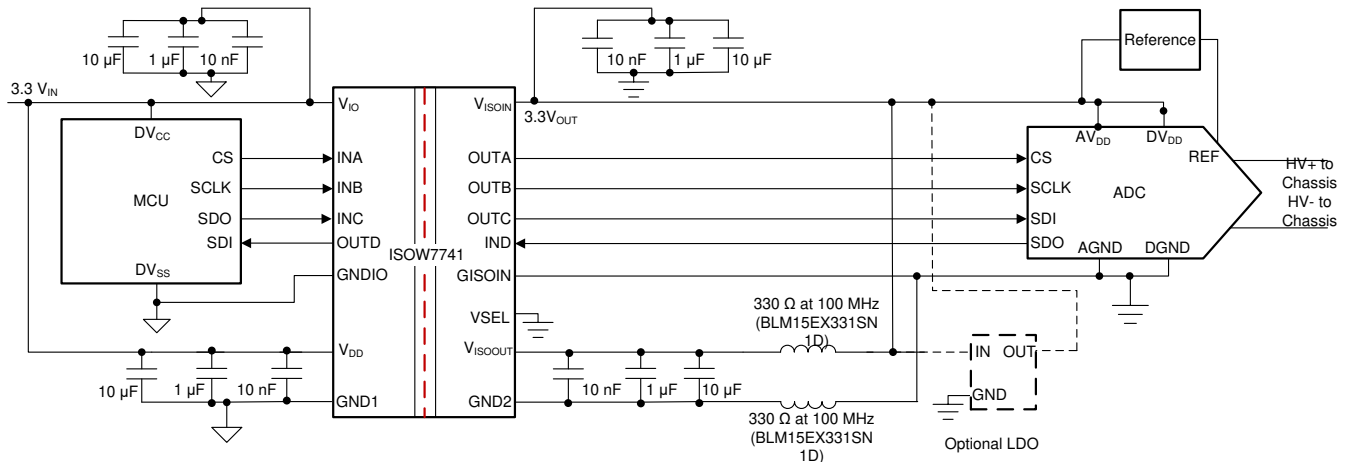 10 µF
1 µF
10 nF
10 nF
1 µF
10 µF
Reference
3.3 VIN
VIO
VISOIN
3.3VOUT
DVCC
AVDD
DVDD
REF
CS
INA
OUTA
CS
HV+ to
Chassis
HV- to
Chassis
MCU
SCLK
INB
OUTB
SCLK
ADC
SDO
INC
OUTC
SDI
SDI
OUTD
IND
SDO
ISOW7741
DVSS
GNDIO
GISOIN
AGND
DGND
VSEL
330 Ω at 100 MHz
(BLM15EX331SN
1D)
VDD
VISOOUT
IN
OUT
10 µF
1 µF
10 nF
10 nF
1 µF
10 µF
GND1
GND2
GND
330 Ω at 100 MHz
(BLM15EX331SN
1D)
Optional LDO